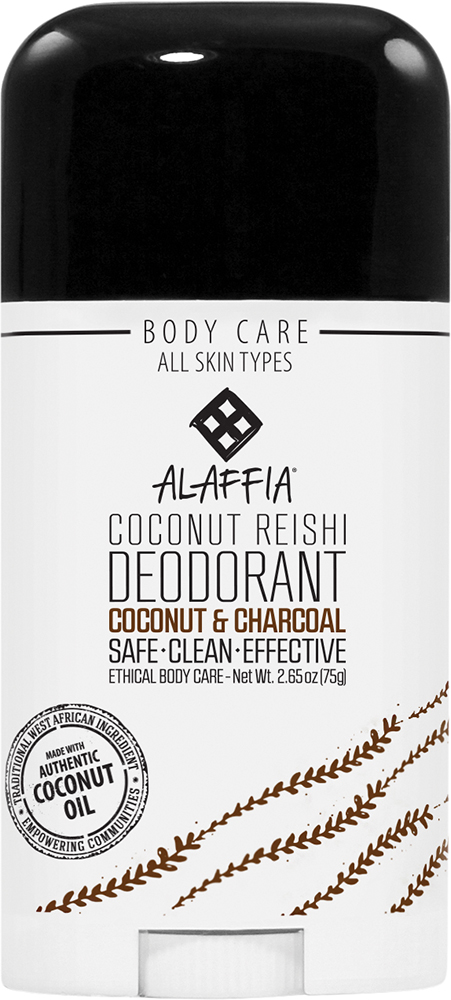 BODY CARE
ALL SKIN TYPES
ALAFFIA®
COCONUT REISHI
DEODORANT
COCONUT & CHARCOAL
SAFE·CLEAN·EFFECTIVE
ETHICAL BODY CARE - Net Wt. 2.65 oz (75g)
TRADITIONAL WEST AFRICAN INGREDIENT
MADE WITH
AUTHENTIC
COCONUT
OIL
EMPOWERING COMMUNITIES